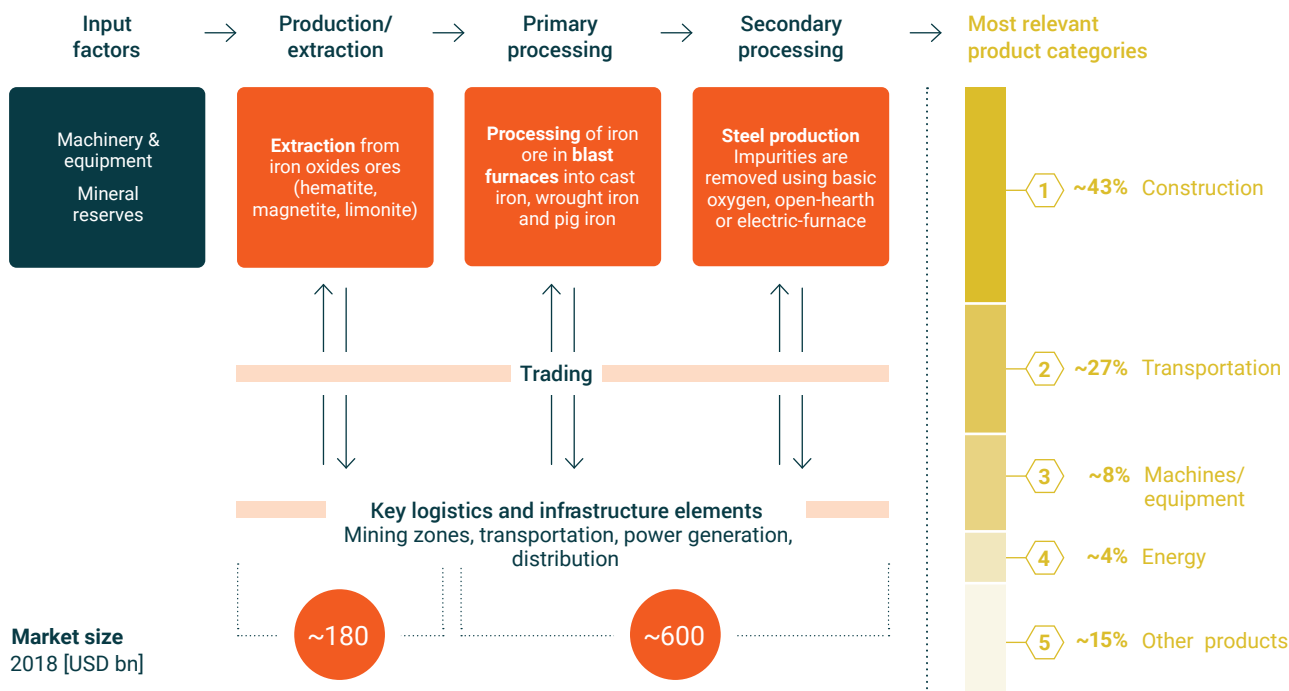 Input
factors
Production/
extraction
Primary
processing
Secondary
processing
Most relevant
product categories
Machinery &
equipment
Mineral
reserves
Extraction from
iron oxides ores
(hematite,
magnetite, limonite)
Processing of iron
ore in blast
furnaces into cast
iron, wrought iron
and pig iron
Steel production
Impurities are
removed using basic
oxygen, open-hearth
or electric-furnace
1 ~43% Construction
2 ~27% Transportation
3 ~8% Machines/
equipment
4 ~4% Energy
5 ~15% Other products
Trading
Key logistics and infrastructure elements
Mining zones, transportation, power generation,
distribution
Market size
2018 [USD bn]
~180
~600